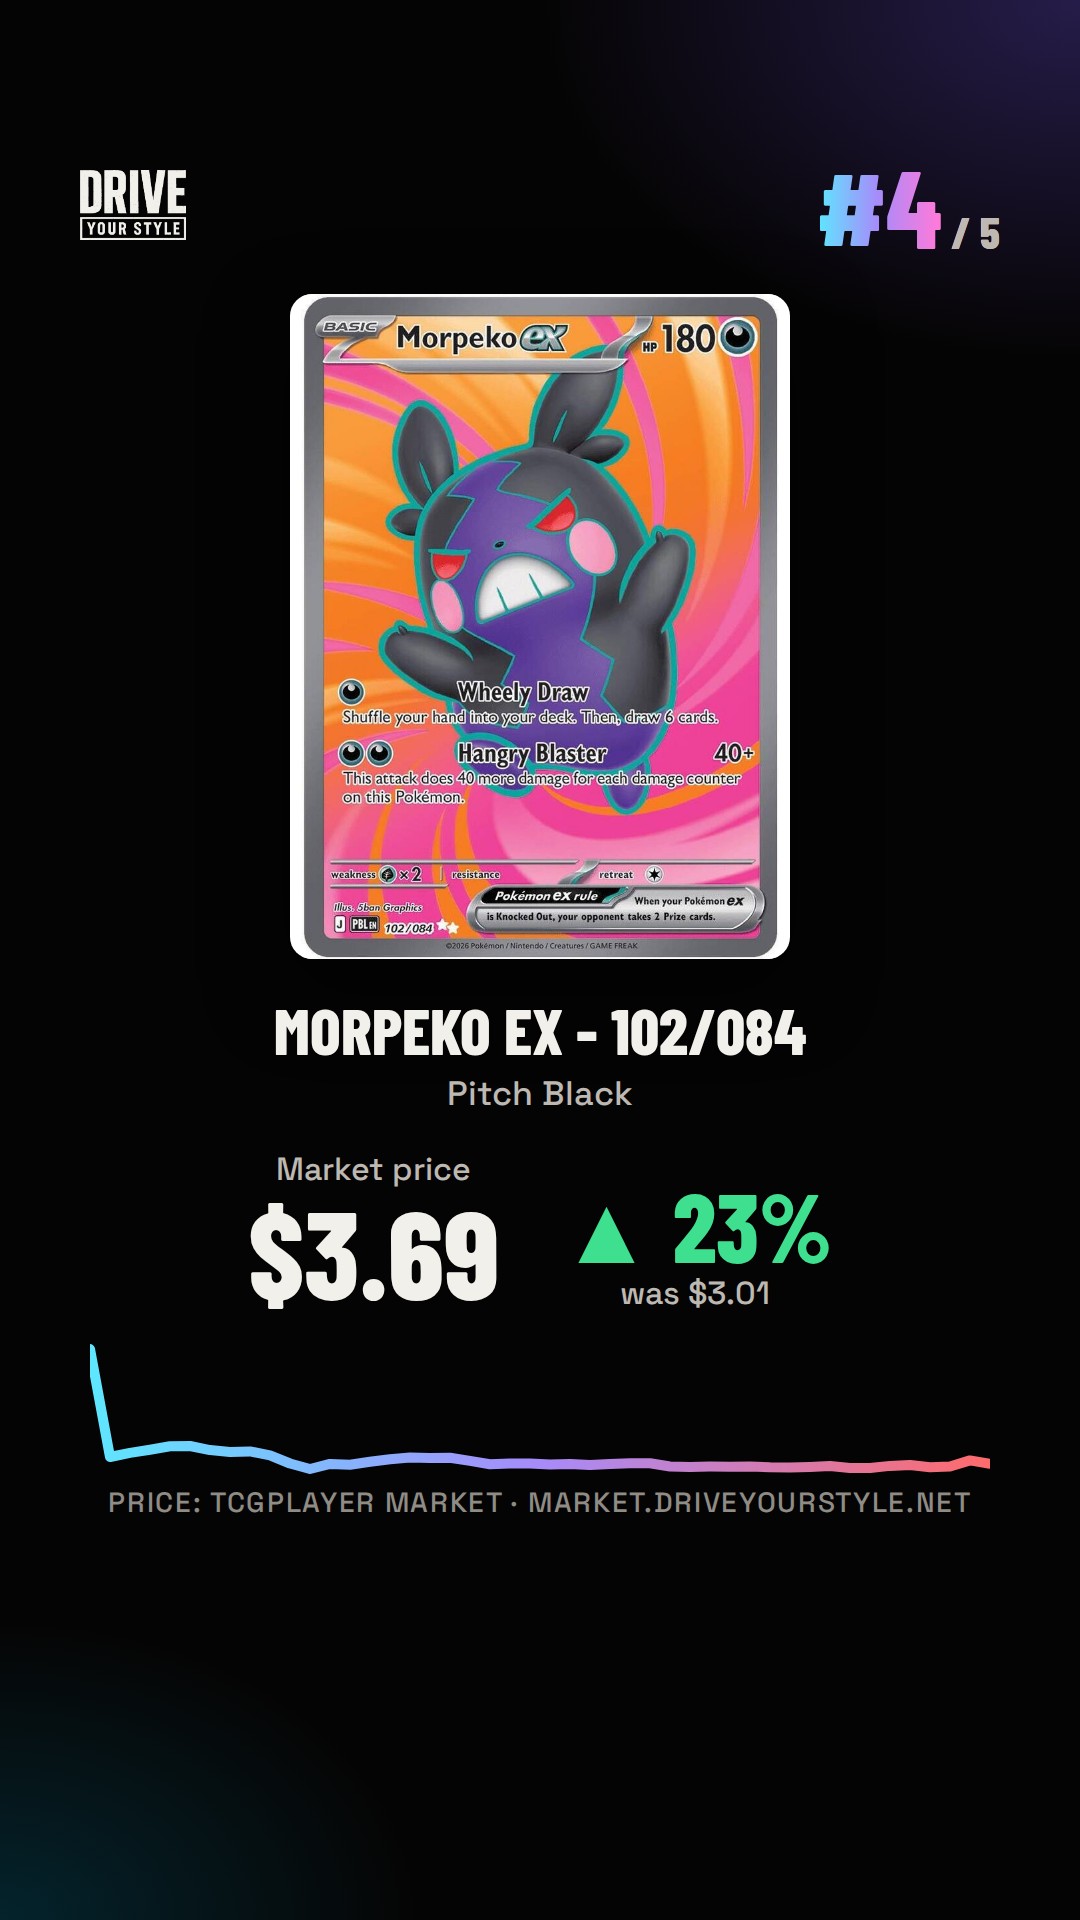 DRIVE
YOUR STYLE
#4 / 5
BASIC
Morpeko ex
HP 180
Wheely Draw
Shuffle your hand into your deck. Then, draw 6 cards.
Hangry Blaster 40+
This attack does 40 more damage for each damage counter
on this Pokémon.
weakness ×2 resistance retreat
Pokémon ex rule When your Pokémon ex
is Knocked Out, your opponent takes 2 Prize cards.
Illus. 5ban Graphics
J PBL EN 102/084
©2026 Pokémon / Nintendo / Creatures / GAME FREAK
MORPEKO EX - 102/084
Pitch Black
Market price
$3.69
▲ 23%
was $3.01
PRICE: TCGPLAYER MARKET · MARKET.DRIVEYOURSTYLE.NET